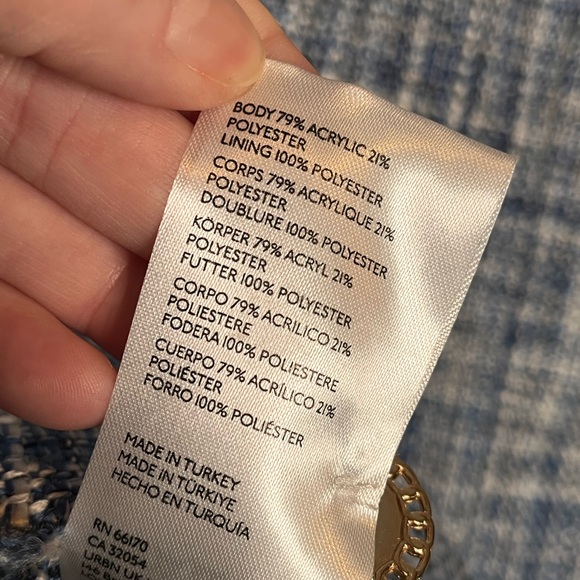 BODY 79% ACRYLIC 21%
POLYESTER
LINING 100% POLYESTER
CORPS 79% ACRYLIQUE 21%
POLYESTER
DOUBLURE 100% POLYESTER
KÖRPER 79% ACRYL 21%
POLYESTER
FUTTER 100% POLYESTER
CORPO 79% ACRILICO 21%
POLIESTERE
FODERA 100% POLIESTERE
CUERPO 79% ACRÍLICO 21%
POLIÉSTER
FORRO 100% POLIÉSTER
MADE IN TURKEY
MADE IN TÜRKIYE
HECHO EN TURQUÍA
RN 66170
CA 32054
URBN UK